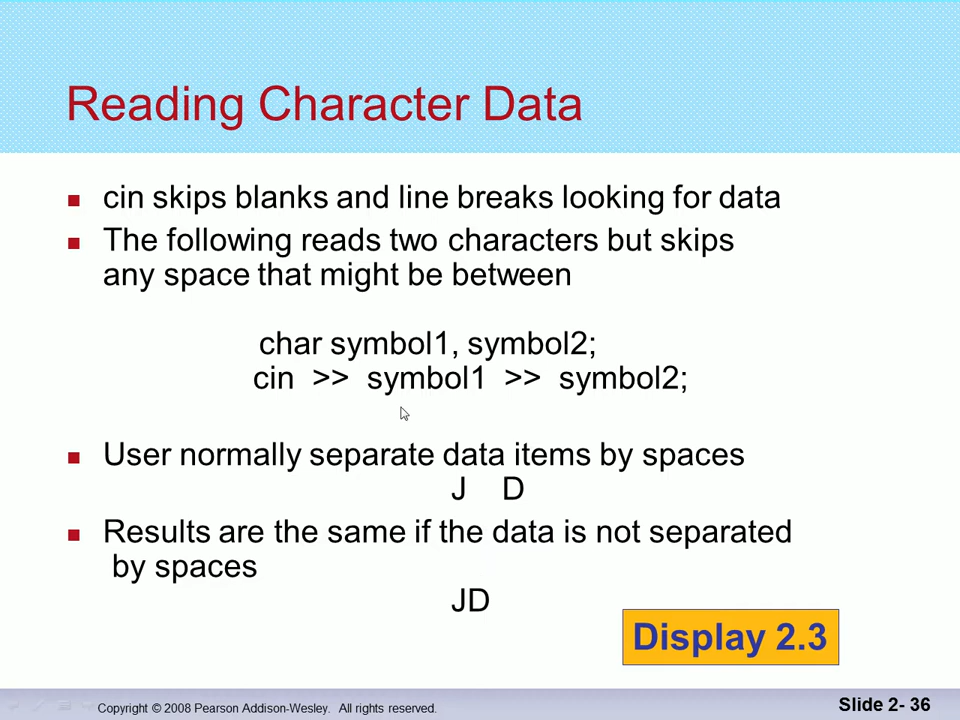 Reading Character Data
cin skips blanks and line breaks looking for data
The following reads two characters but skips
any space that might be between
char symbol1, symbol2;
cin >> symbol1 >> symbol2;
User normally separate data items by spaces
J D
Results are the same if the data is not separated
by spaces
JD
Display 2.3
Copyright © 2008 Pearson Addison-Wesley. All rights reserved.
Slide 2- 36